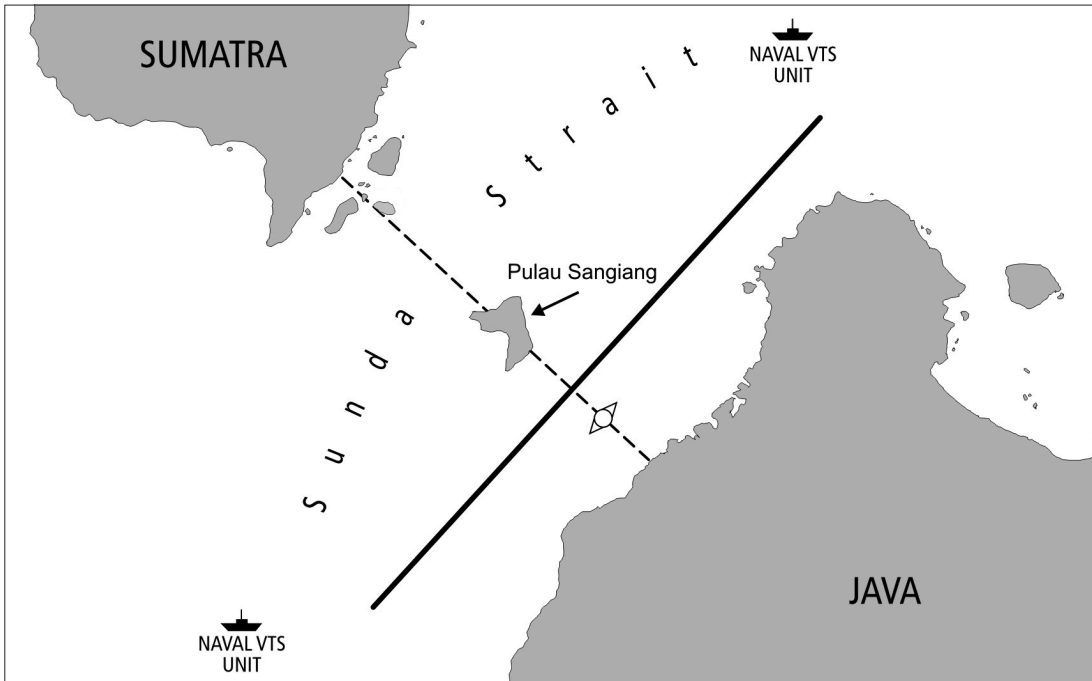 SUMATRA
NAVAL VTS
UNIT
Sunda Strait
Pulau Sangiang
JAVA
NAVAL VTS
UNIT